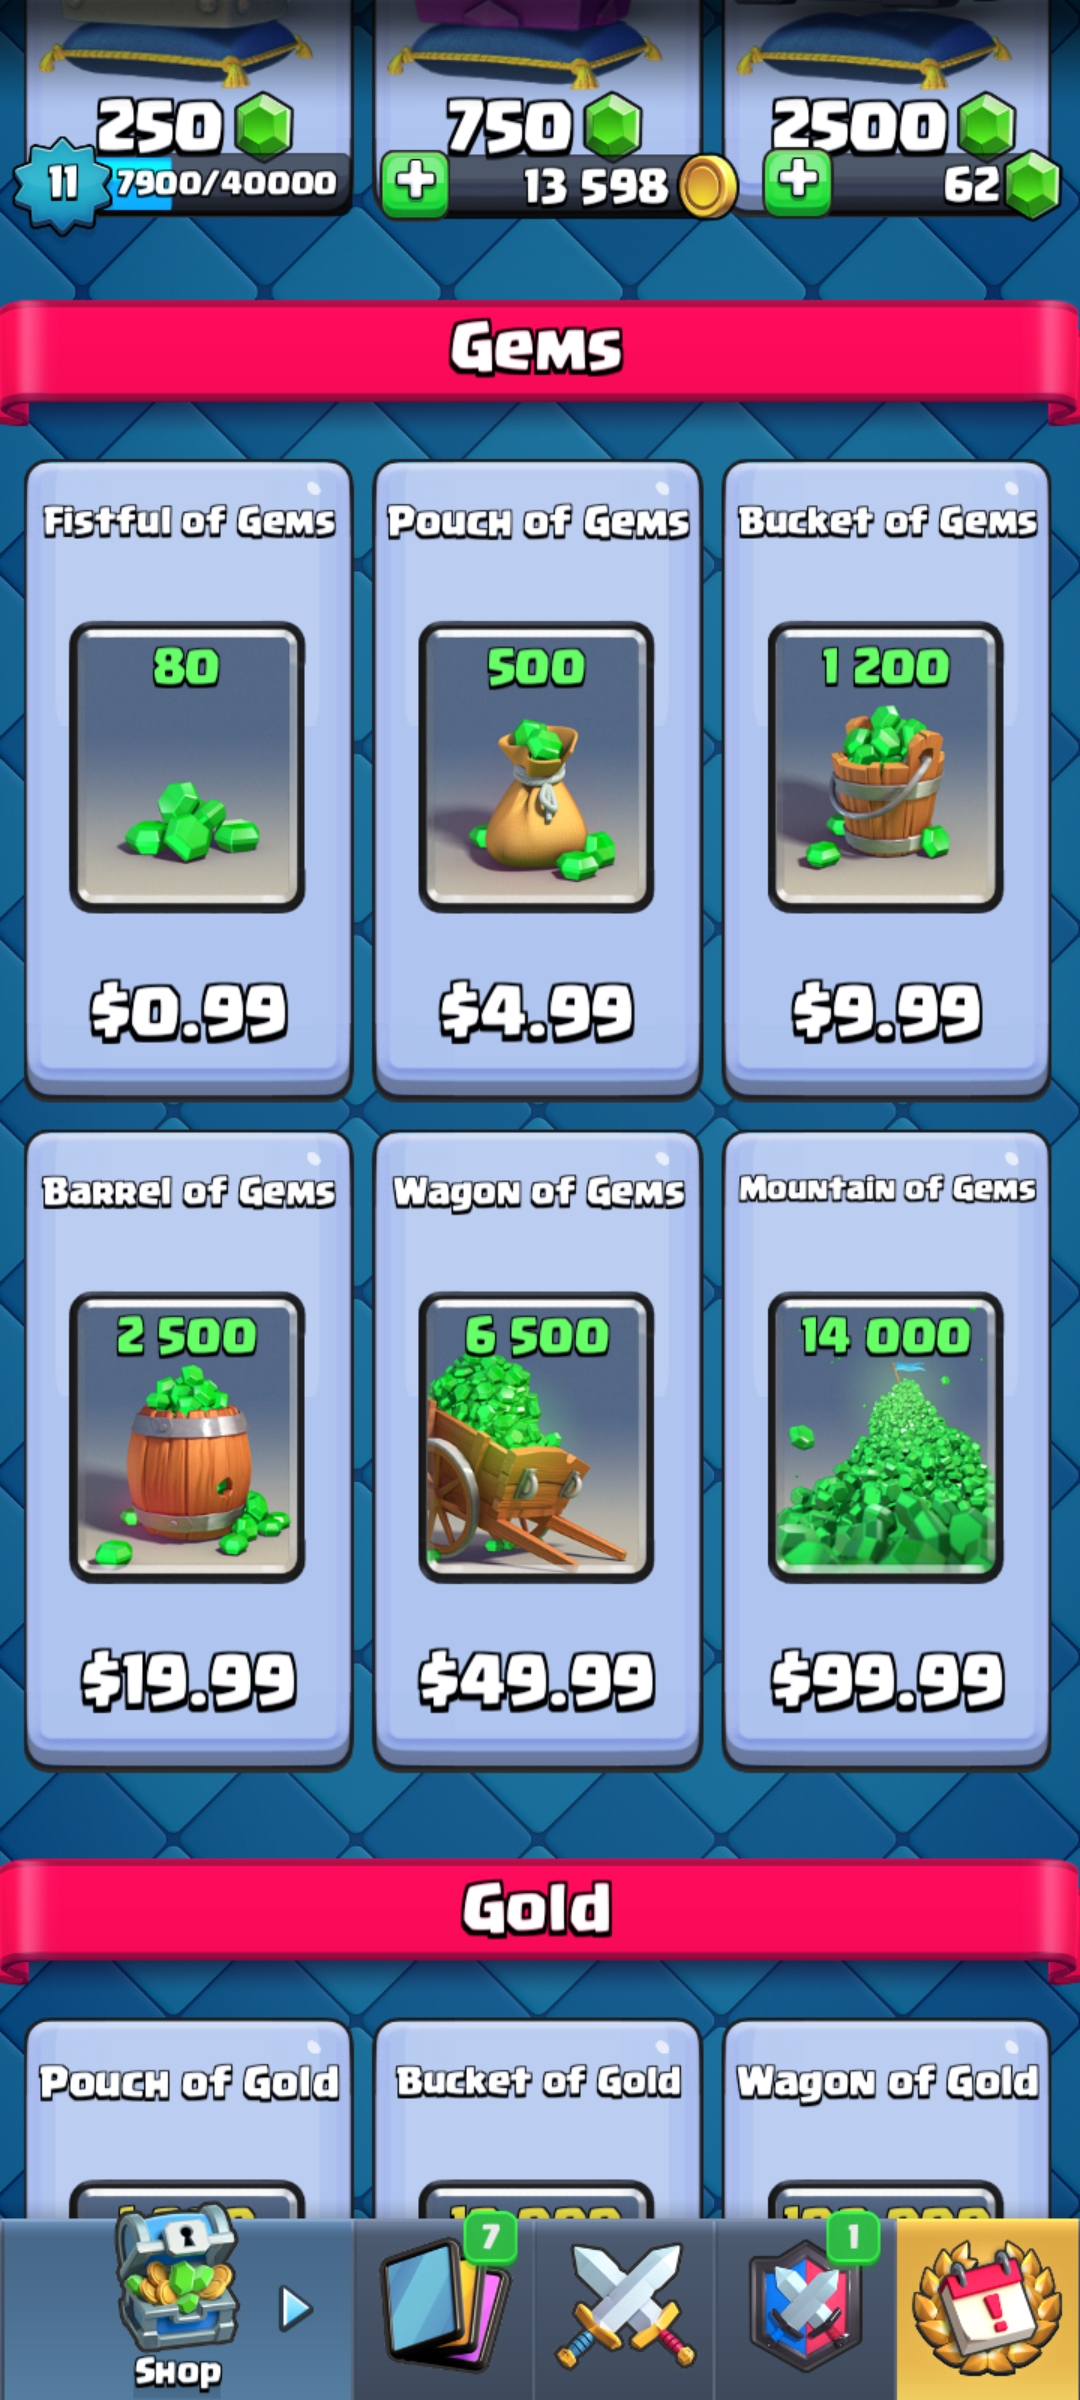 250
750
2500
11
7900/40000
13 598
62
Gems
Fistful of Gems
Pouch of Gems
Bucket of Gems
80
500
1 200
$0.99
$4.99
$9.99
Barrel of Gems
Wagon of Gems
Mountain of Gems
2 500
6 500
14 000
$19.99
$49.99
$99.99
Gold
Pouch of Gold
Bucket of Gold
Wagon of Gold
7
1
Shop